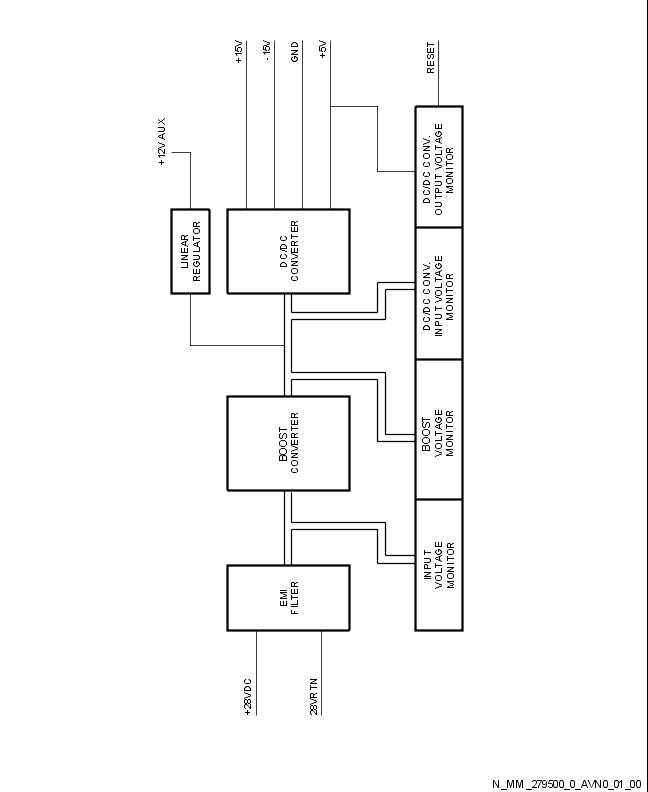 +15V
-15V
GND
+5V
RESET
+12V AUX
LINEAR
REGULATOR
DC/DC
CONVERTER
DC/DC CONV.
OUTPUT VOLTAGE
MONITOR
DC/DC CONV.
INPUT VOLTAGE
MONITOR
BOOST
CONVERTER
BOOST
VOLTAGE
MONITOR
EMI
FILTER
INPUT
VOLTAGE
MONITOR
+28VDC
28VRTN
N_MM_279500_0_AVN0_01_00